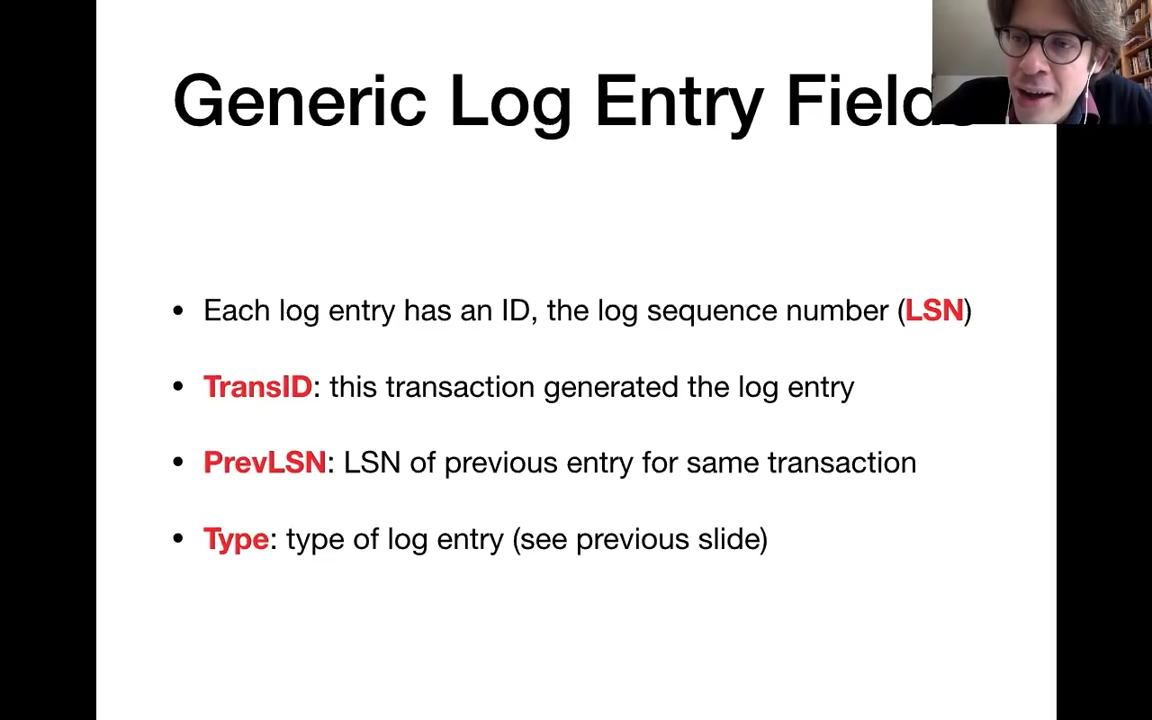 Generic Log Entry
• Each log entry has an ID, the log sequence number (LSN)
• TransID: this transaction generated the log entry
• PrevLSN: LSN of previous entry for same transaction
• Type: type of log entry (see previous slide)